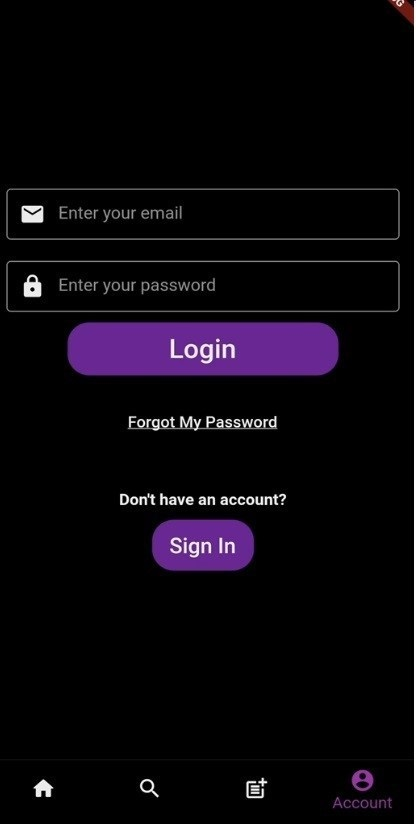 Enter your email
Enter your password
Login
Forgot My Password
Don't have an account?
Sign In
Account